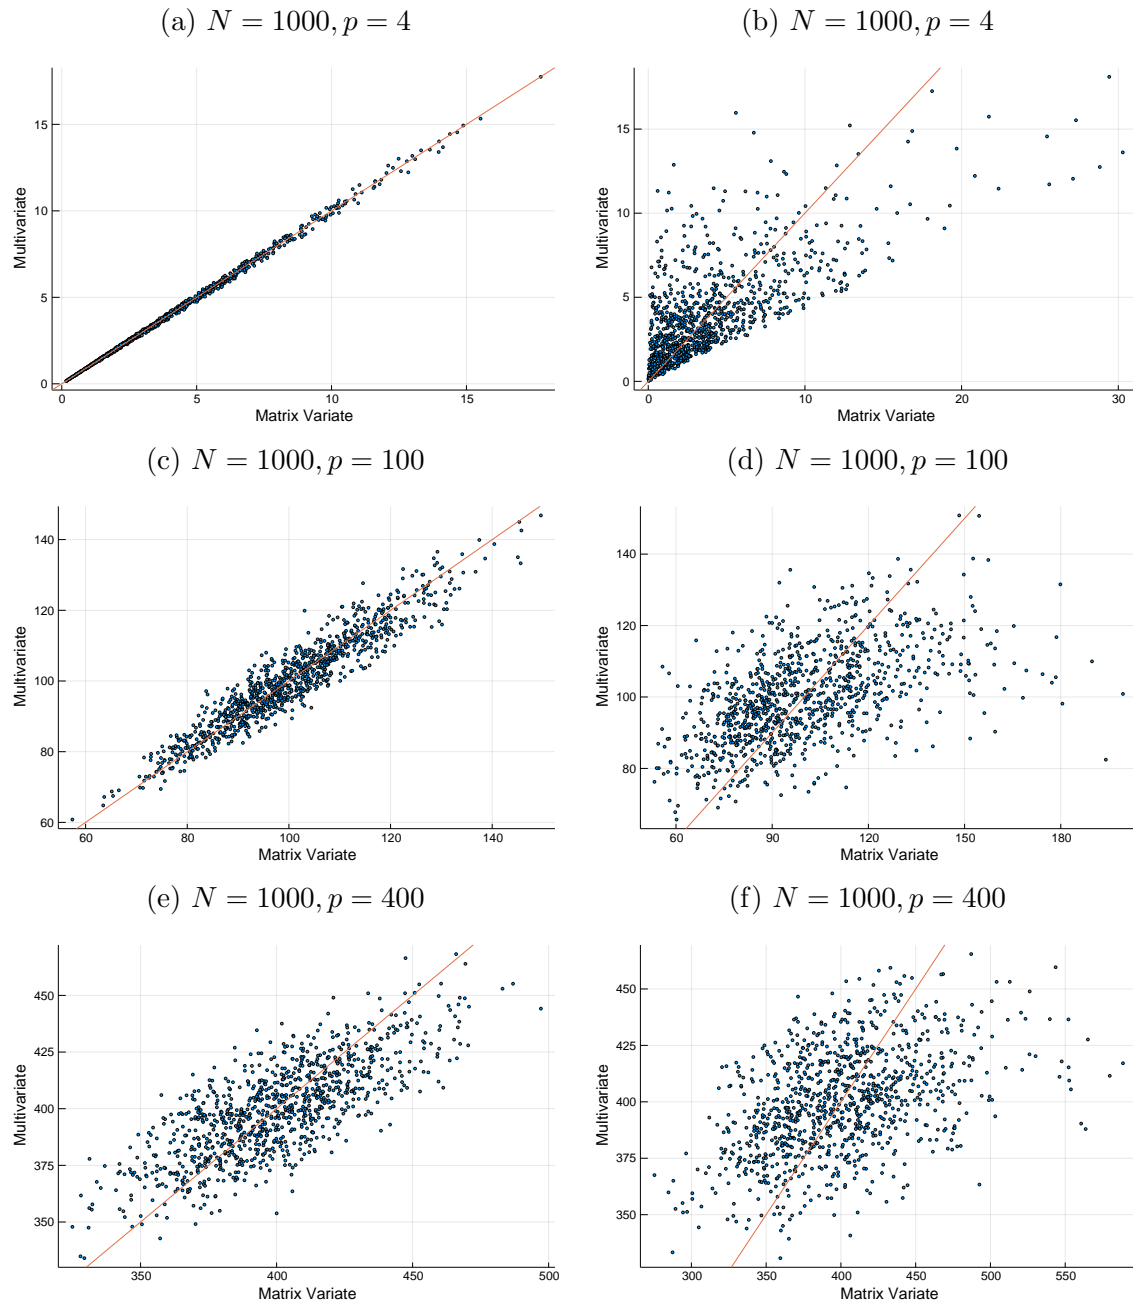 (a) N = 1000, p = 4
(b) N = 1000, p = 4
Multivariate
15
10
5
0
0 5 10 15
Matrix Variate
Multivariate
15
10
5
0
0 10 20 30
Matrix Variate
(c) N = 1000, p = 100
(d) N = 1000, p = 100
Multivariate
140
120
100
80
60
60 80 100 120 140
Matrix Variate
Multivariate
140
120
100
80
60 90 120 150 180
Matrix Variate
(e) N = 1000, p = 400
(f) N = 1000, p = 400
Multivariate
450
425
400
375
350
350 400 450 500
Matrix Variate
Multivariate
450
425
400
375
350
300 350 400 450 500 550
Matrix Variate